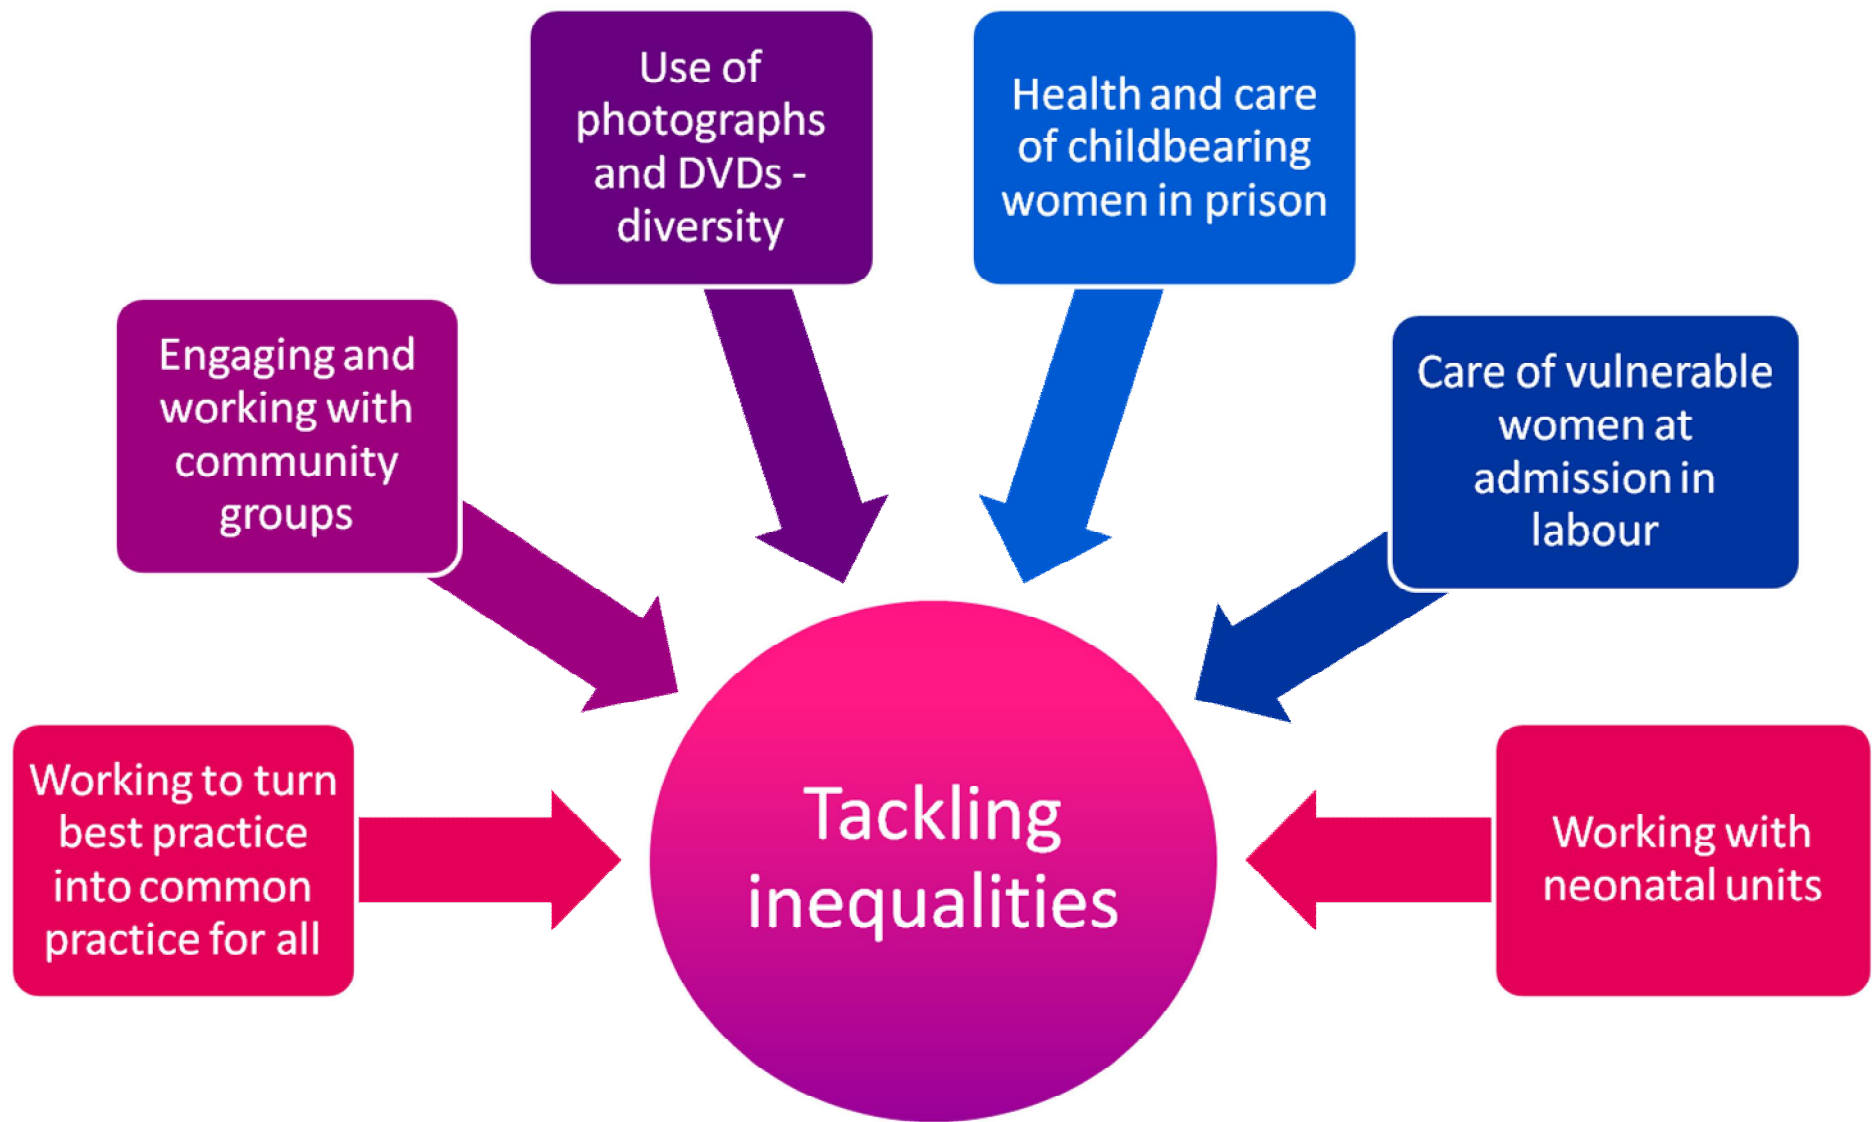 Use of
photographs
and DVDs -
diversity
Health and care
of childbearing
women in prison
Engaging and
working with
community
groups
Care of vulnerable
women at
admission in
labour
Working to turn
best practice
into common
practice for all
Tackling
inequalities
Working with
neonatal units